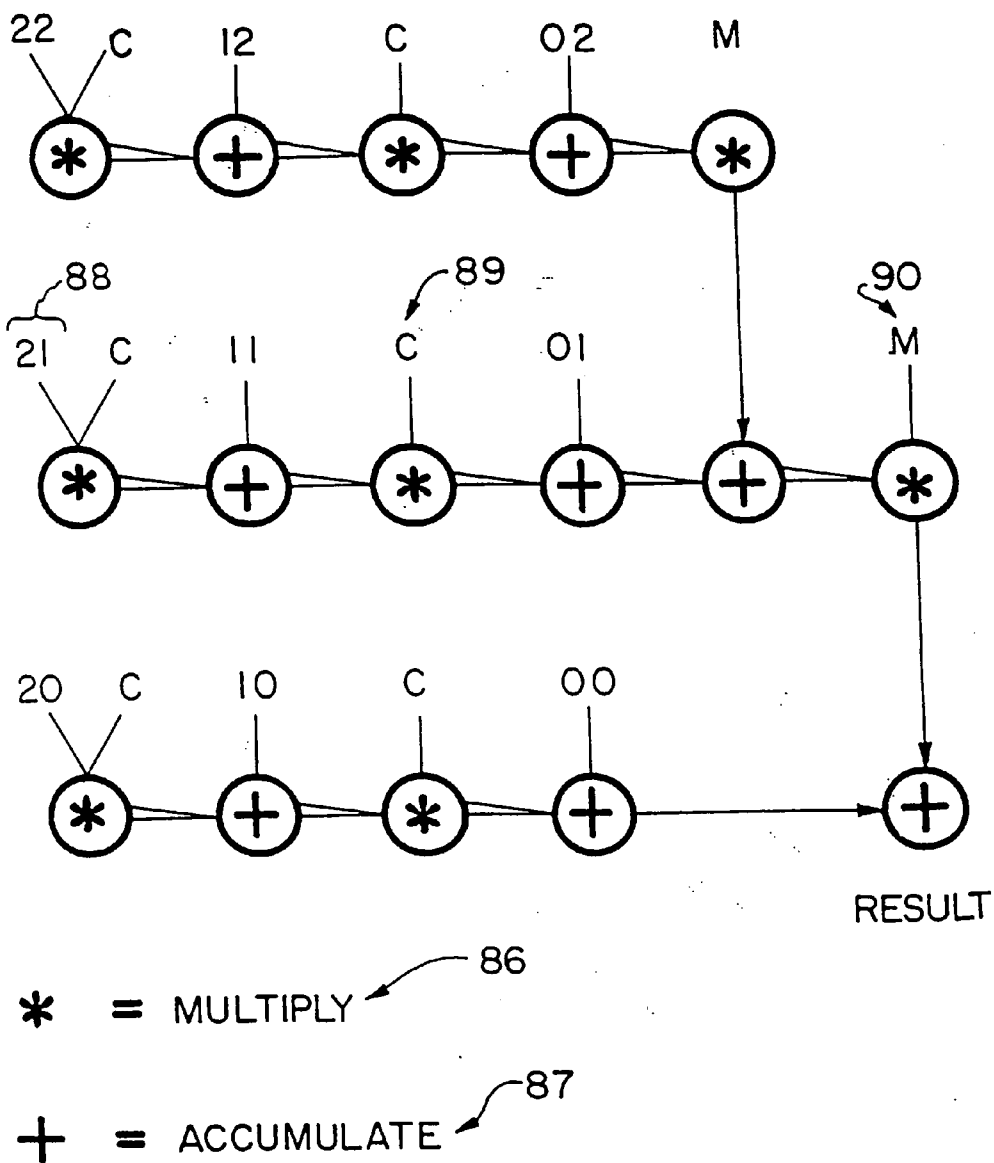 22 C 12 C 02 M
88 89 90
21 C 11 C 01 M
20 C 10 C 00
RESULT
86
* = MULTIPLY
87
+ = ACCUMULATE